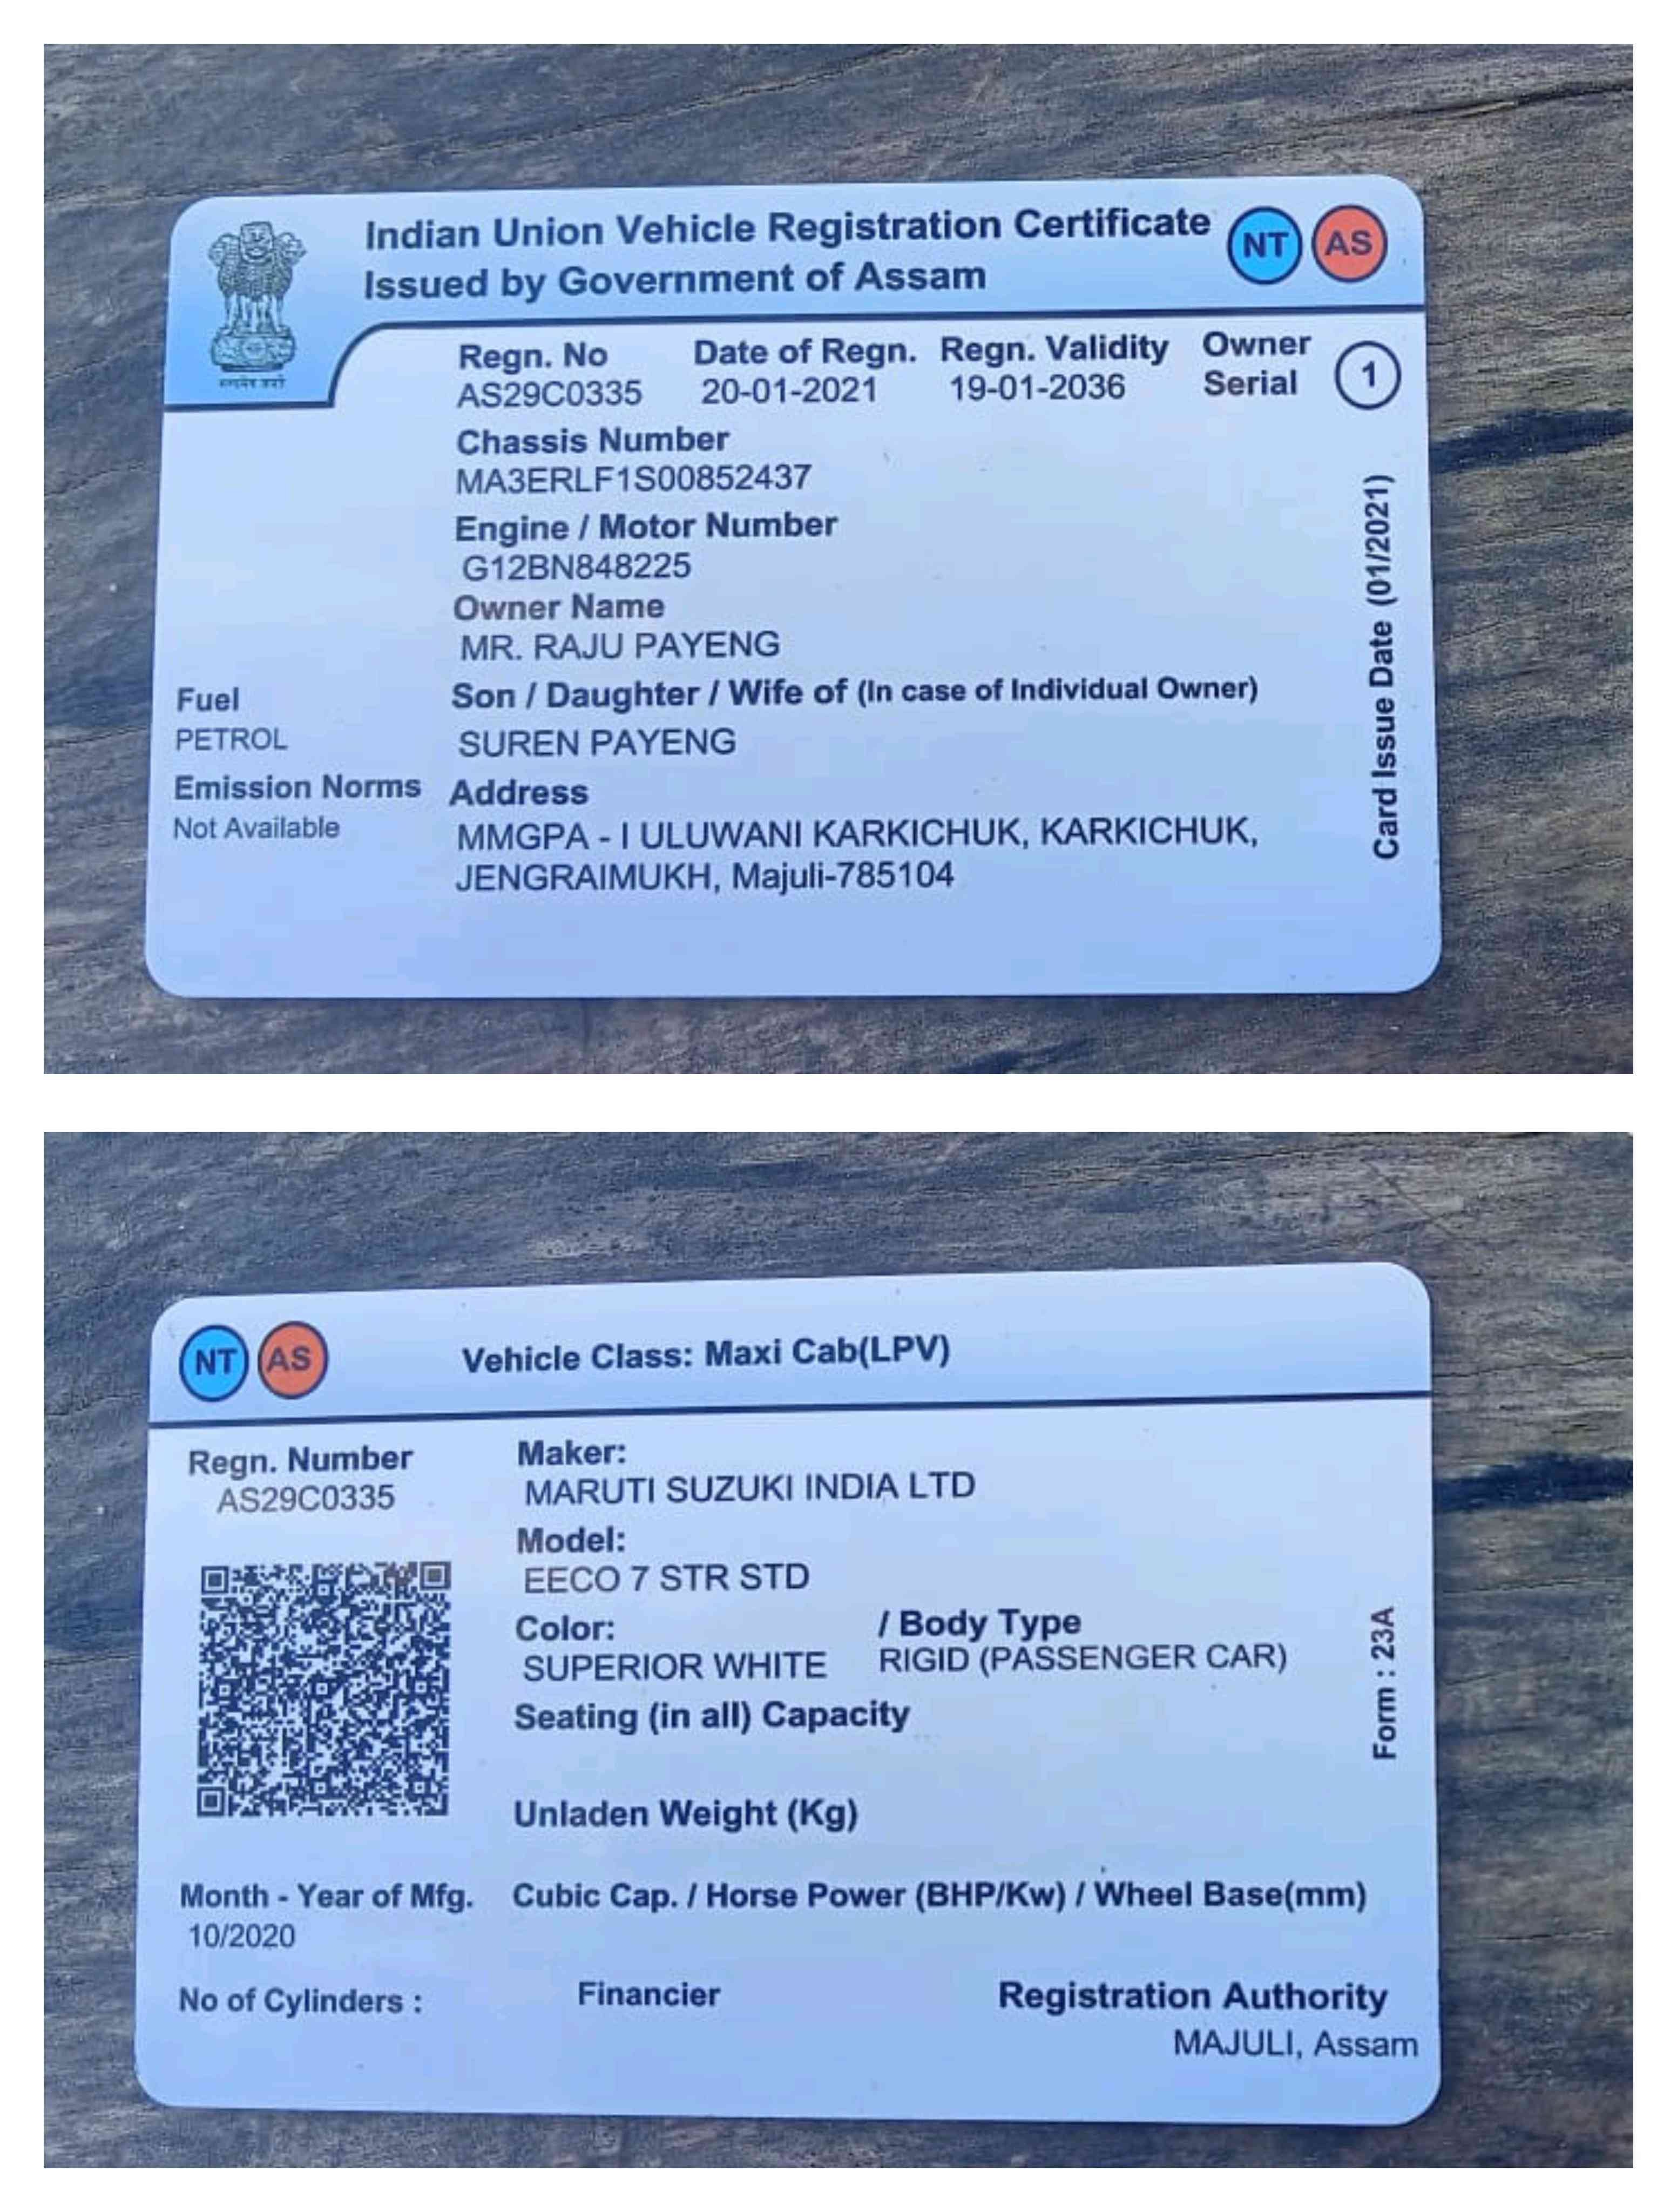 Indian Union Vehicle Registration Certificate
Issued by Government of Assam
NT AS
सत्यमेव जयते
Regn. No Date of Regn. Regn. Validity Owner Serial 1
AS29C0335 20-01-2021 19-01-2036
Chassis Number
MA3ERLF1S00852437
Engine / Motor Number
G12BN848225
Owner Name
MR. RAJU PAYENG
Fuel
PETROL
Son / Daughter / Wife of (In case of Individual Owner)
SUREN PAYENG
Emission Norms
Not Available
Address
MMGPA - I ULUWANI KARKICHUK, KARKICHUK,
JENGRAIMUKH, Majuli-785104
Card Issue Date (01/2021)
NT AS
Vehicle Class: Maxi Cab(LPV)
Regn. Number
AS29C0335
Maker:
MARUTI SUZUKI INDIA LTD
Model:
EECO 7 STR STD
Color: / Body Type
SUPERIOR WHITE RIGID (PASSENGER CAR)
Seating (in all) Capacity
Unladen Weight (Kg)
Form : 23A
Month - Year of Mfg.
10/2020
Cubic Cap. / Horse Power (BHP/Kw) / Wheel Base(mm)
No of Cylinders :
Financier
Registration Authority
MAJULI, Assam